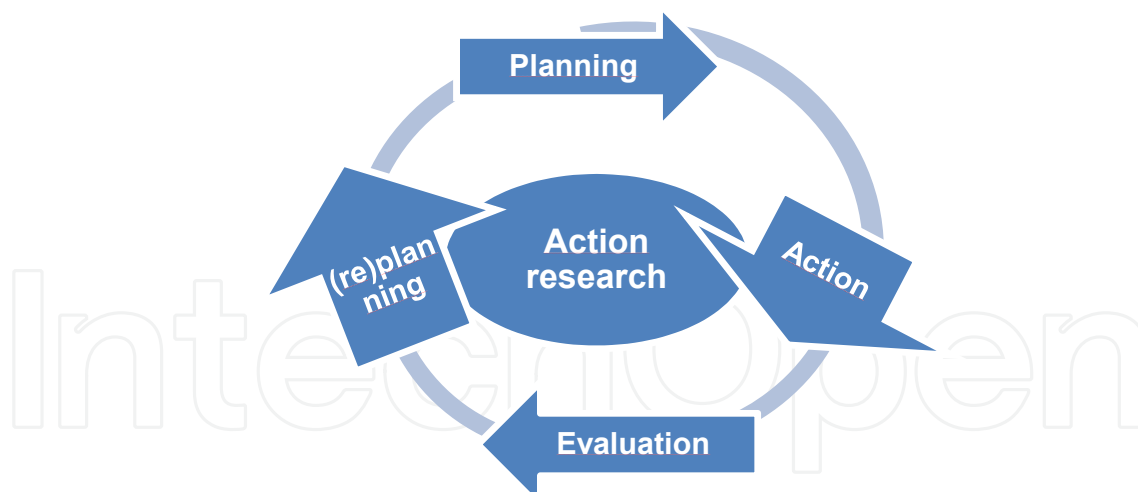 Planning
Action
research
Action
(re)plan
ning
Evaluation
IntechOpen